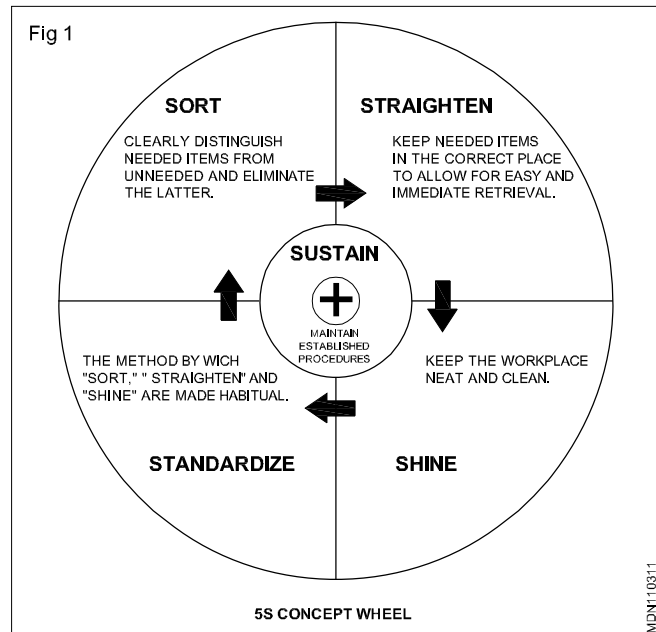 Fig 1
SORT
CLEARLY DISTINGUISH
NEEDED ITEMS FROM
UNNEEDED AND ELIMINATE
THE LATTER.
STRAIGHTEN
KEEP NEEDED ITEMS
IN THE CORRECT PLACE
TO ALLOW FOR EASY AND
IMMEDIATE RETRIEVAL.
SUSTAIN
MAINTAIN
ESTABLISHED
PROCEDURES
THE METHOD BY WICH
"SORT," " STRAIGHTEN" AND
"SHINE" ARE MADE HABITUAL.
STANDARDIZE
KEEP THE WORKPLACE
NEAT AND CLEAN.
SHINE
5S CONCEPT WHEEL
MDN110311